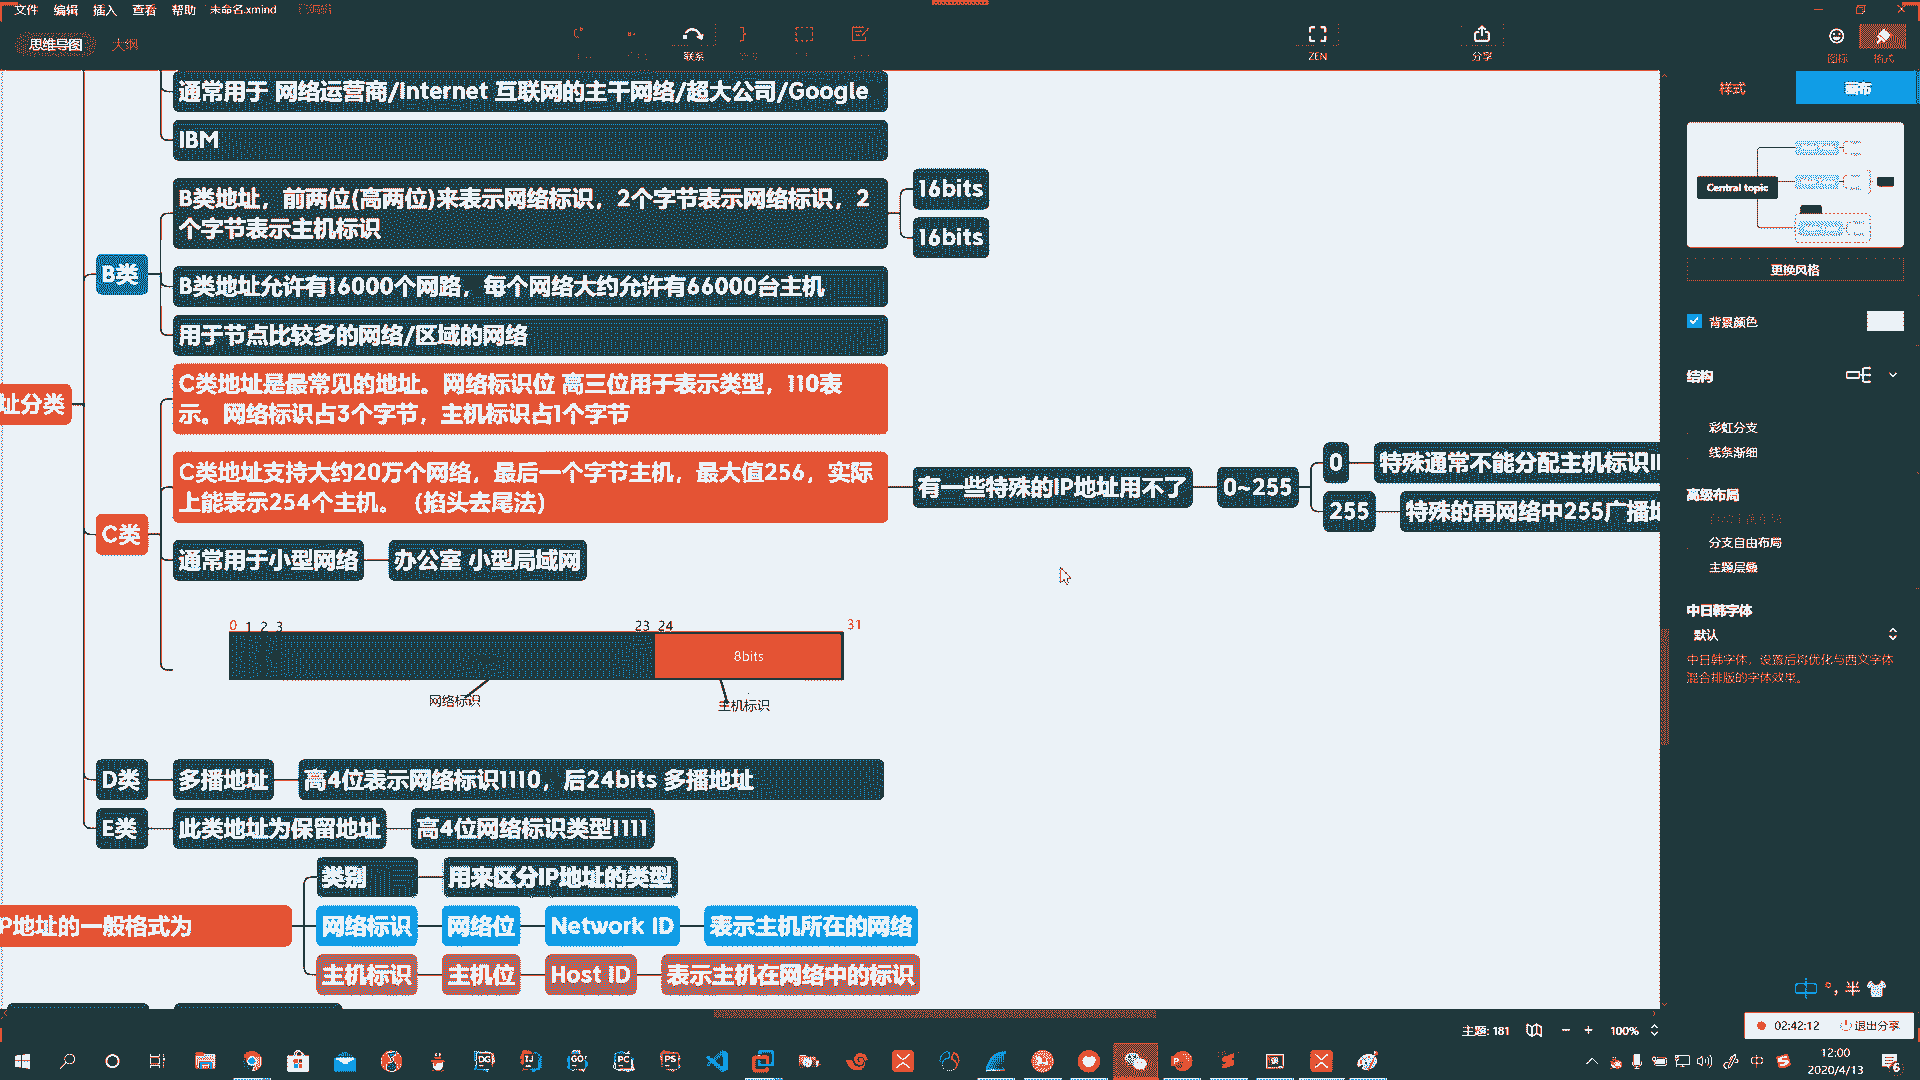 文件 编辑 插入 查看 帮助 未命名.xmind
思维导图 大纲
联系
ZEN
分享
图标 格式
样式 画布
通常用于 网络运营商/Internet 互联网的主干网络/超大公司/Google
IBM
B类地址，前两位(高两位)来表示网络标识，2个字节表示网络标识，2
个字节表示主机标识
16bits
16bits
B类
B类地址允许有16000个网路，每个网络大约允许有66000台主机
用于节点比较多的网络/区域的网络
址分类
C类地址是最常见的地址。网络标识位 高三位用于表示类型，110表
示。网络标识占3个字节，主机标识占1个字节
C类地址支持大约20万个网络，最后一个字节主机，最大值256，实际
上能表示254个主机。（掐头去尾法）
有一些特殊的IP地址用不了
0~255
0
特殊通常不能分配主机标识I
255
特殊的再网络中255广播地
C类
通常用于小型网络
办公室 小型局域网
0 1 2 3 23 24 31
8bits
网络标识 主机标识
D类 多播地址 高4位表示网络标识1110，后24bits 多播地址
E类 此类地址为保留地址 高4位网络标识类型1111
类别 用来区分IP地址的类型
P地址的一般格式为
网络标识 网络位 Network ID 表示主机所在的网络
主机标识 主机位 Host ID 表示主机在网络中的标识
Central topic
更换风格
背景颜色
结构
彩虹分支
线条渐细
高级布局
分支自由布局
主题层叠
中日韩字体
默认
中日韩字体，设置后将优化与西文字体
混合排版的字体效果。
半
主题: 181 100%
02:42:12 退出分享
DG IJ GO PC PS
中
12:00
2020/4/13
6